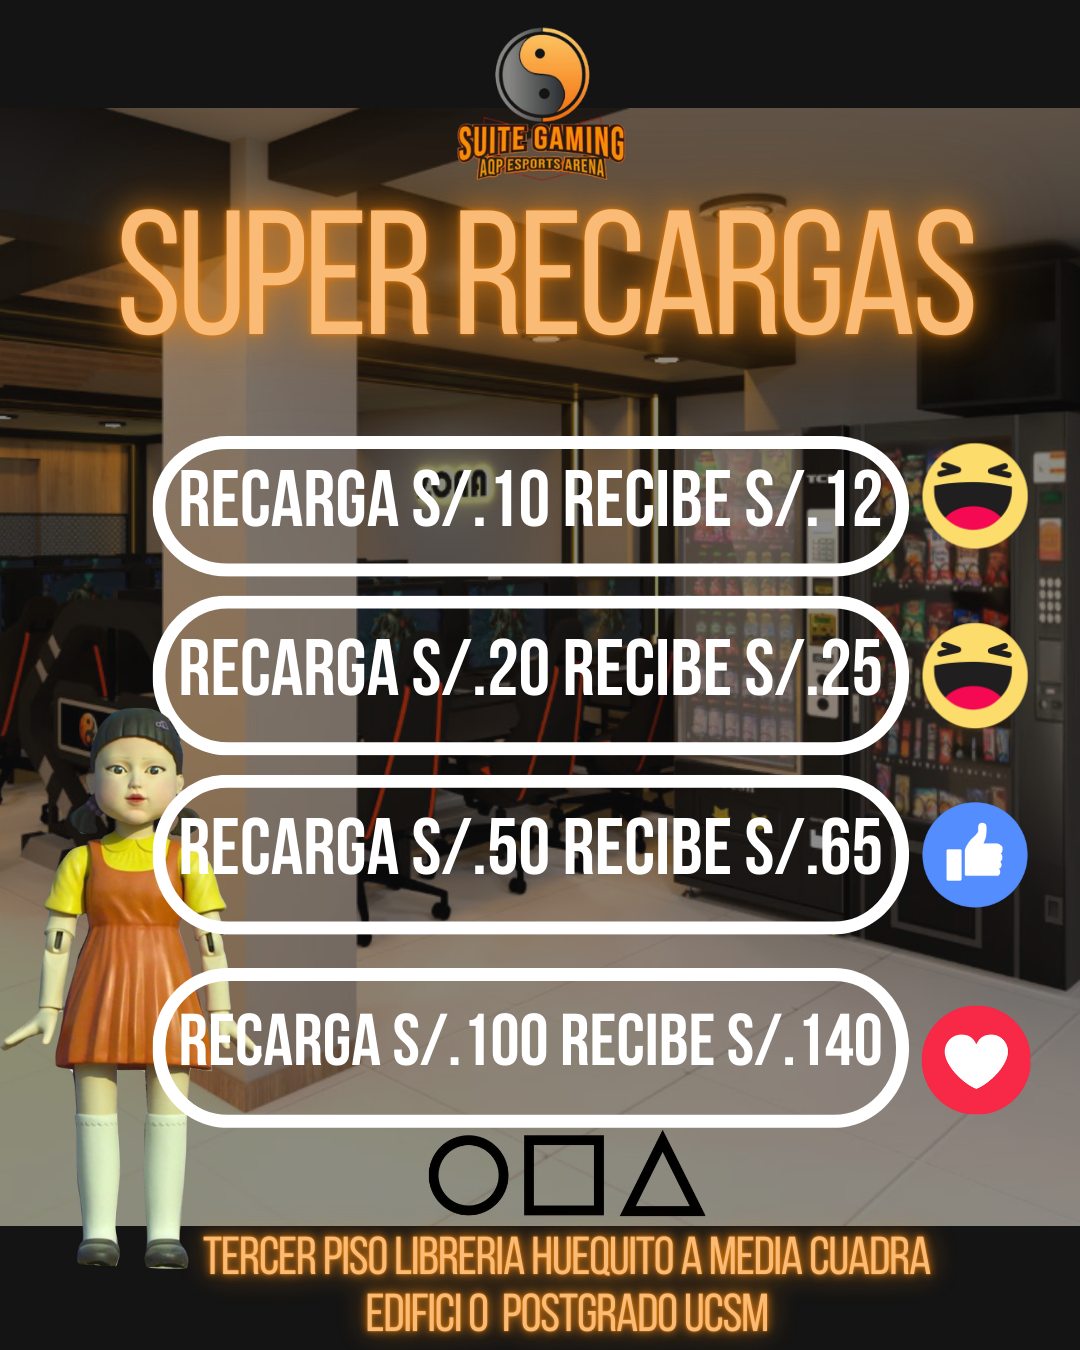 SUITE GAMING
AQP ESPORTS ARENA
SUPER RECARGAS
RECARGA S/.10 RECIBE S/.12
RECARGA S/.20 RECIBE S/.25
RECARGA S/.50 RECIBE S/.65
RECARGA S/.100 RECIBE S/.140
TERCER PISO LIBRERIA HUEQUITO A MEDIA CUADRA
EDIFICI O POSTGRADO UCSM